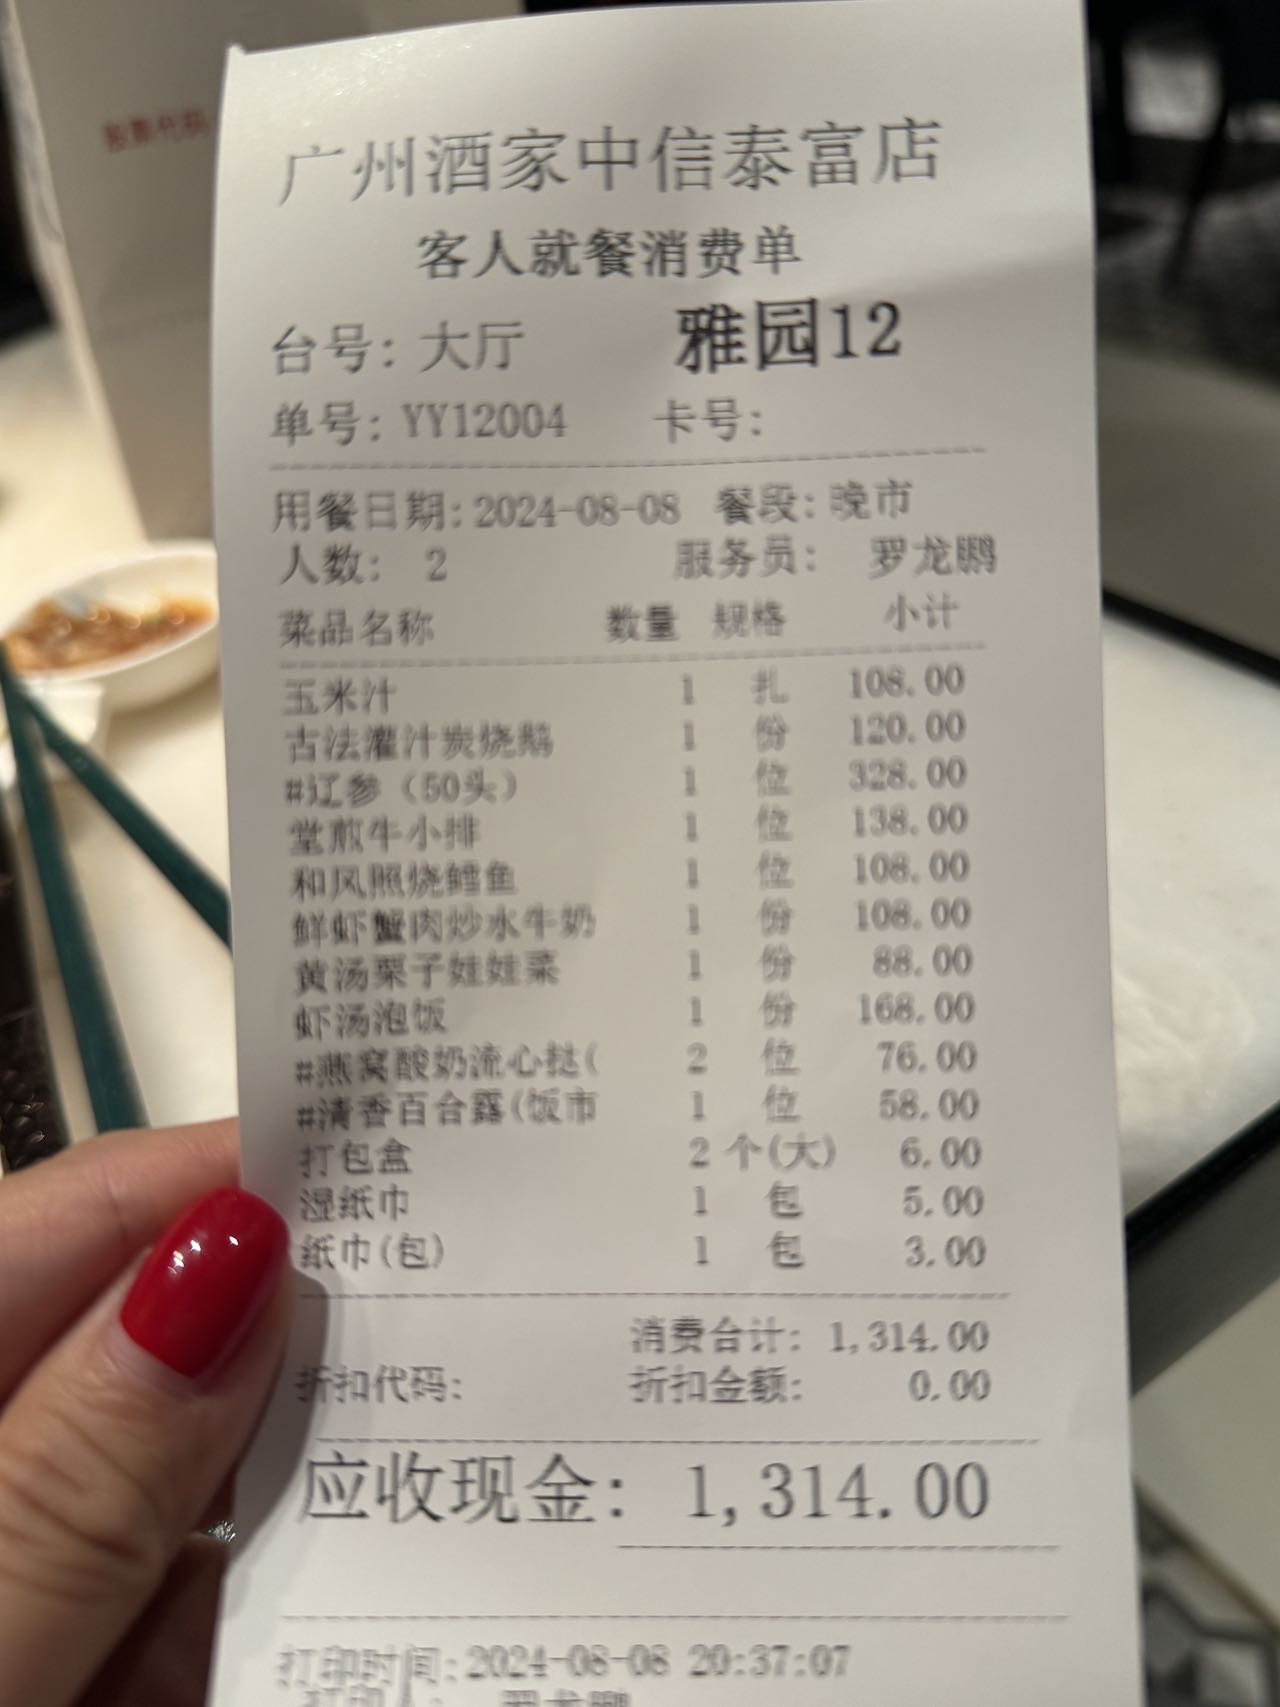 股票代码
广州酒家中信泰富店
客人就餐消费单
台号: 大厅 雅园12
单号: YY12004 卡号:
用餐日期: 2024-08-08 餐段: 晚市
人数: 2 服务员: 罗龙鹏
菜品名称 数量 规格 小计
玉米汁 1 扎 108.00
古法灌汁炭烧鹅 1 份 120.00
#辽参（50头） 1 位 328.00
堂煎牛小排 1 位 138.00
和风照烧鳕鱼 1 位 108.00
鲜虾蟹肉炒水牛奶 1 份 108.00
黄汤栗子娃娃菜 1 份 88.00
虾汤泡饭 1 份 168.00
#燕窝酸奶流心挞( 2 位 76.00
#清香百合露(饭市 1 位 58.00
打包盒 2 个(大) 6.00
湿纸巾 1 包 5.00
纸巾(包) 1 包 3.00
消费合计: 1,314.00
折扣代码: 折扣金额: 0.00
应收现金: 1,314.00
打印时间: 2024-08-08 20:37:07
打印人: 罗龙鹏